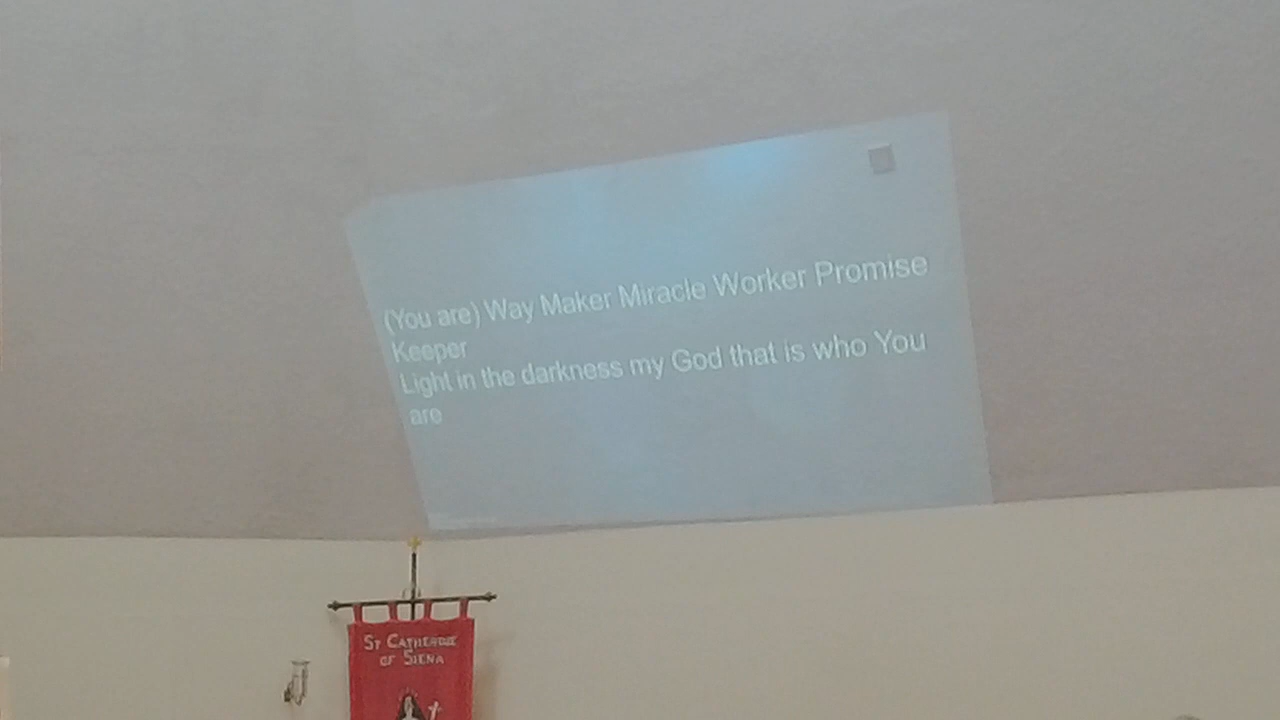 (You are) Way Maker Miracle Worker Promise
Keeper
Light in the darkness my God that is who You
are
ST CATHERINE
OF SIENA